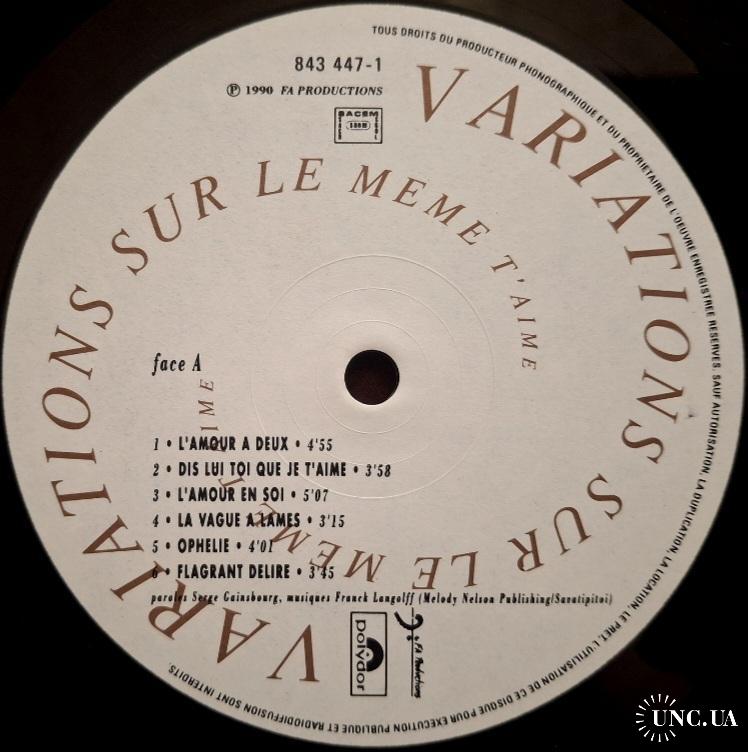 TOUS DROITS DU PRODUCTEUR PHONOGRAPHIQUE ET DU PROPRIETAIRE DE L'OEUVRE ENREGISTREE RESERVES. SAUF AUTORISATION, LA DUPLICATION, LA LOCATION, LE PRET, L'UTILISATION DE CE DISQUE POUR EXECUTION PUBLIQUE ET RADIODIFFUSION SONT INTERDITS.
843 447-1
Ⓟ 1990 FA PRODUCTIONS
SACEM
VARIATIONS SUR LE MEME T'AIME
VARIATIONS SUR LE MEME T'AIME
face A
1 • L'AMOUR A DEUX • 4'55
2 • DIS LUI TOI QUE JE T'AIME • 3'58
3 • L'AMOUR EN SOI • 5'07
4 • LA VAGUE A LAMES • 3'15
5 • OPHELIE • 4'01
6 • FLAGRANT DELIRE • 3'45
paroles Serge Gainsbourg, musiques Franck Langolff (Melody Nelson Publishing/Savatipitoi)
polydor
FA Productions
UNC.UA